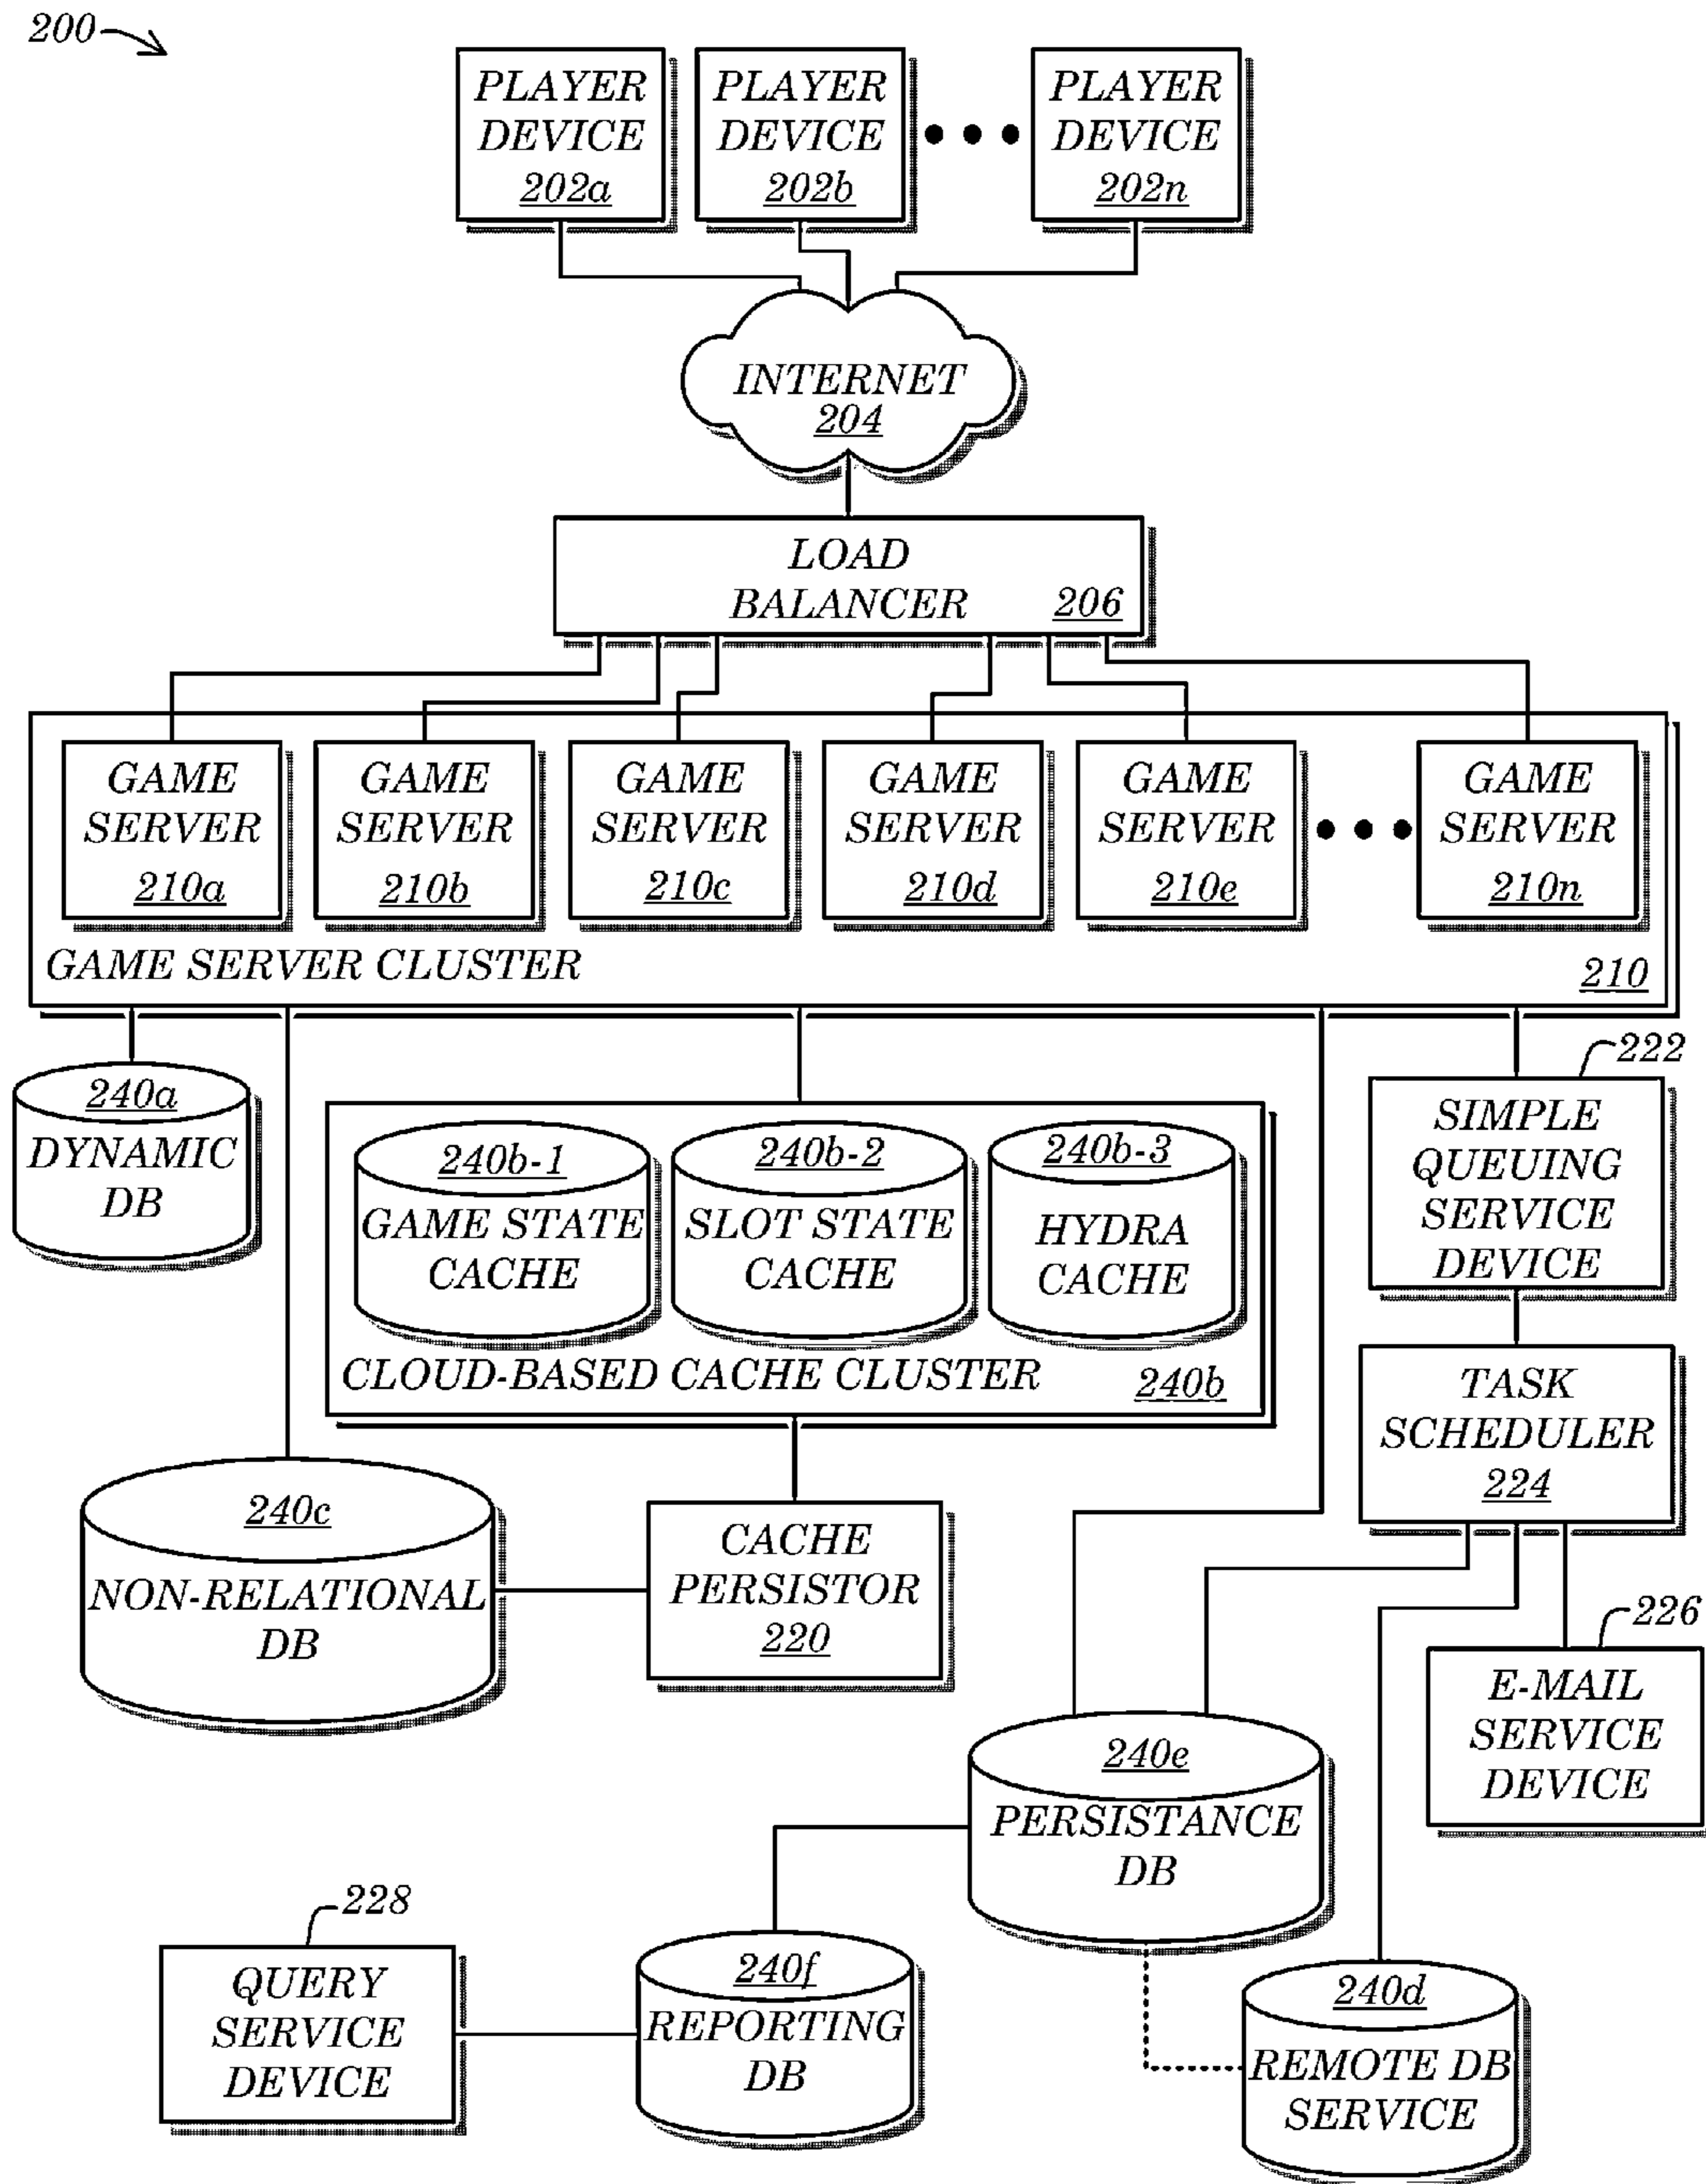 200
PLAYER
DEVICE
202a
PLAYER
DEVICE
202b
PLAYER
DEVICE
202n
INTERNET
204
LOAD
BALANCER
206
GAME
SERVER
210a
GAME
SERVER
210b
GAME
SERVER
210c
GAME
SERVER
210d
GAME
SERVER
210e
GAME
SERVER
210n
GAME SERVER CLUSTER
210
240a
DYNAMIC
DB
240b-1
GAME STATE
CACHE
240b-2
SLOT STATE
CACHE
240b-3
HYDRA
CACHE
CLOUD-BASED CACHE CLUSTER
240b
222
SIMPLE
QUEUING
SERVICE
DEVICE
TASK
SCHEDULER
224
240c
NON-RELATIONAL
DB
CACHE
PERSISTOR
220
226
E-MAIL
SERVICE
DEVICE
240e
PERSISTANCE
DB
228
QUERY
SERVICE
DEVICE
240f
REPORTING
DB
240d
REMOTE DB
SERVICE